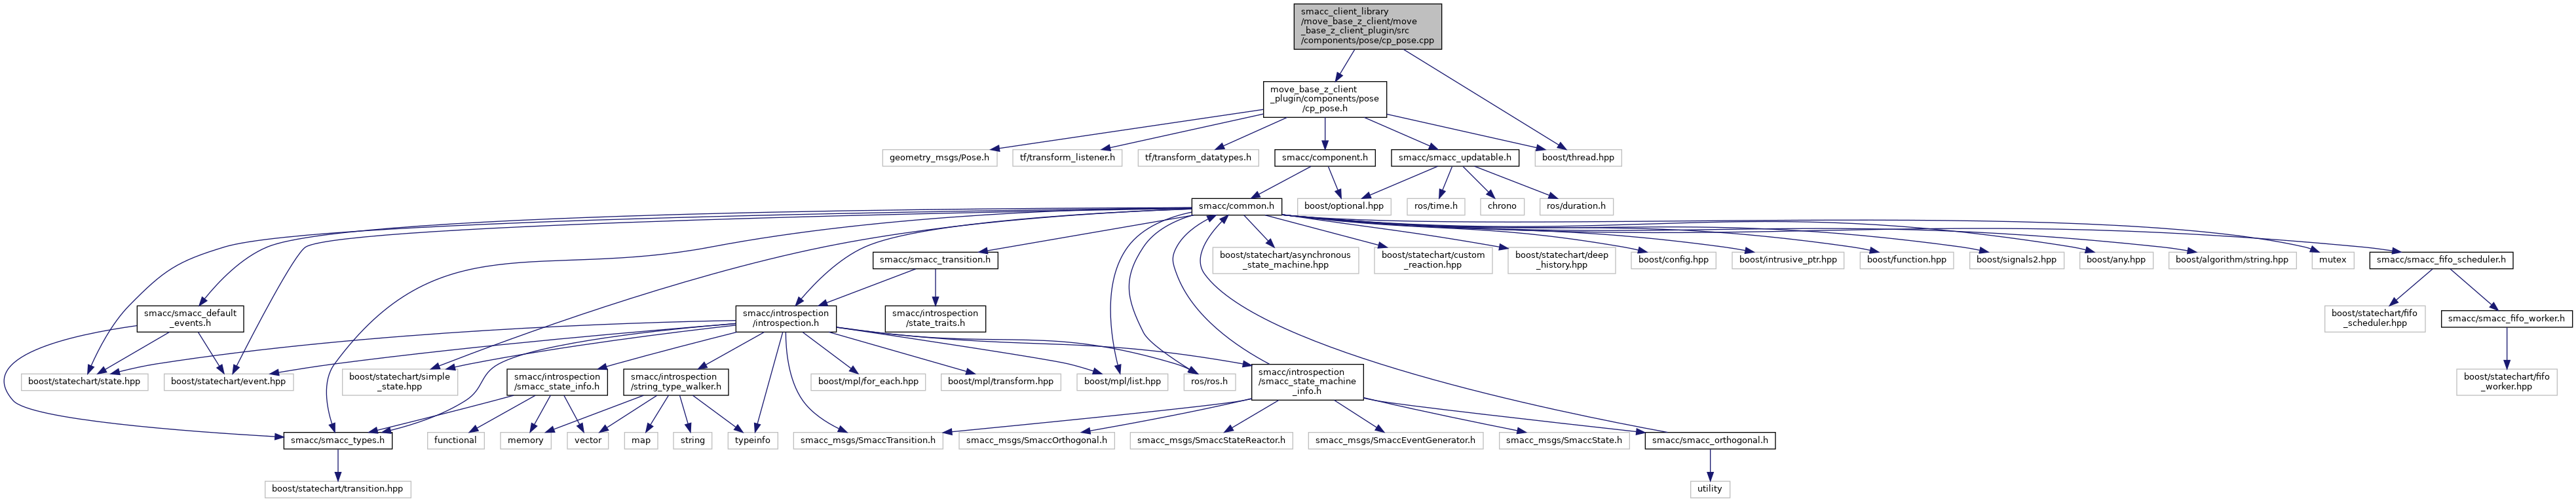 smacc_client_library
/move_base_z_client/move
_base_z_client_plugin/src
/components/pose/cp_pose.cpp
move_base_z_client
_plugin/components/pose
/cp_pose.h
geometry_msgs/Pose.h
tf/transform_listener.h
tf/transform_datatypes.h
smacc/component.h
smacc/smacc_updatable.h
boost/thread.hpp
smacc/common.h
boost/optional.hpp
ros/time.h
chrono
ros/duration.h
smacc/smacc_transition.h
boost/statechart/asynchronous
_state_machine.hpp
boost/statechart/custom
_reaction.hpp
boost/statechart/deep
_history.hpp
boost/config.hpp
boost/intrusive_ptr.hpp
boost/function.hpp
boost/signals2.hpp
boost/any.hpp
boost/algorithm/string.hpp
mutex
smacc/smacc_fifo_scheduler.h
smacc/smacc_default
_events.h
smacc/introspection
/introspection.h
smacc/introspection
/state_traits.h
boost/statechart/fifo
_scheduler.hpp
smacc/smacc_fifo_worker.h
boost/statechart/state.hpp
boost/statechart/event.hpp
boost/statechart/simple
_state.hpp
smacc/introspection
/smacc_state_info.h
smacc/introspection
/string_type_walker.h
boost/mpl/for_each.hpp
boost/mpl/transform.hpp
boost/mpl/list.hpp
ros/ros.h
smacc/introspection
/smacc_state_machine
_info.h
boost/statechart/fifo
_worker.hpp
smacc/smacc_types.h
functional
memory
vector
map
string
typeinfo
smacc_msgs/SmaccTransition.h
smacc_msgs/SmaccOrthogonal.h
smacc_msgs/SmaccStateReactor.h
smacc_msgs/SmaccEventGenerator.h
smacc_msgs/SmaccState.h
smacc/smacc_orthogonal.h
boost/statechart/transition.hpp
utility